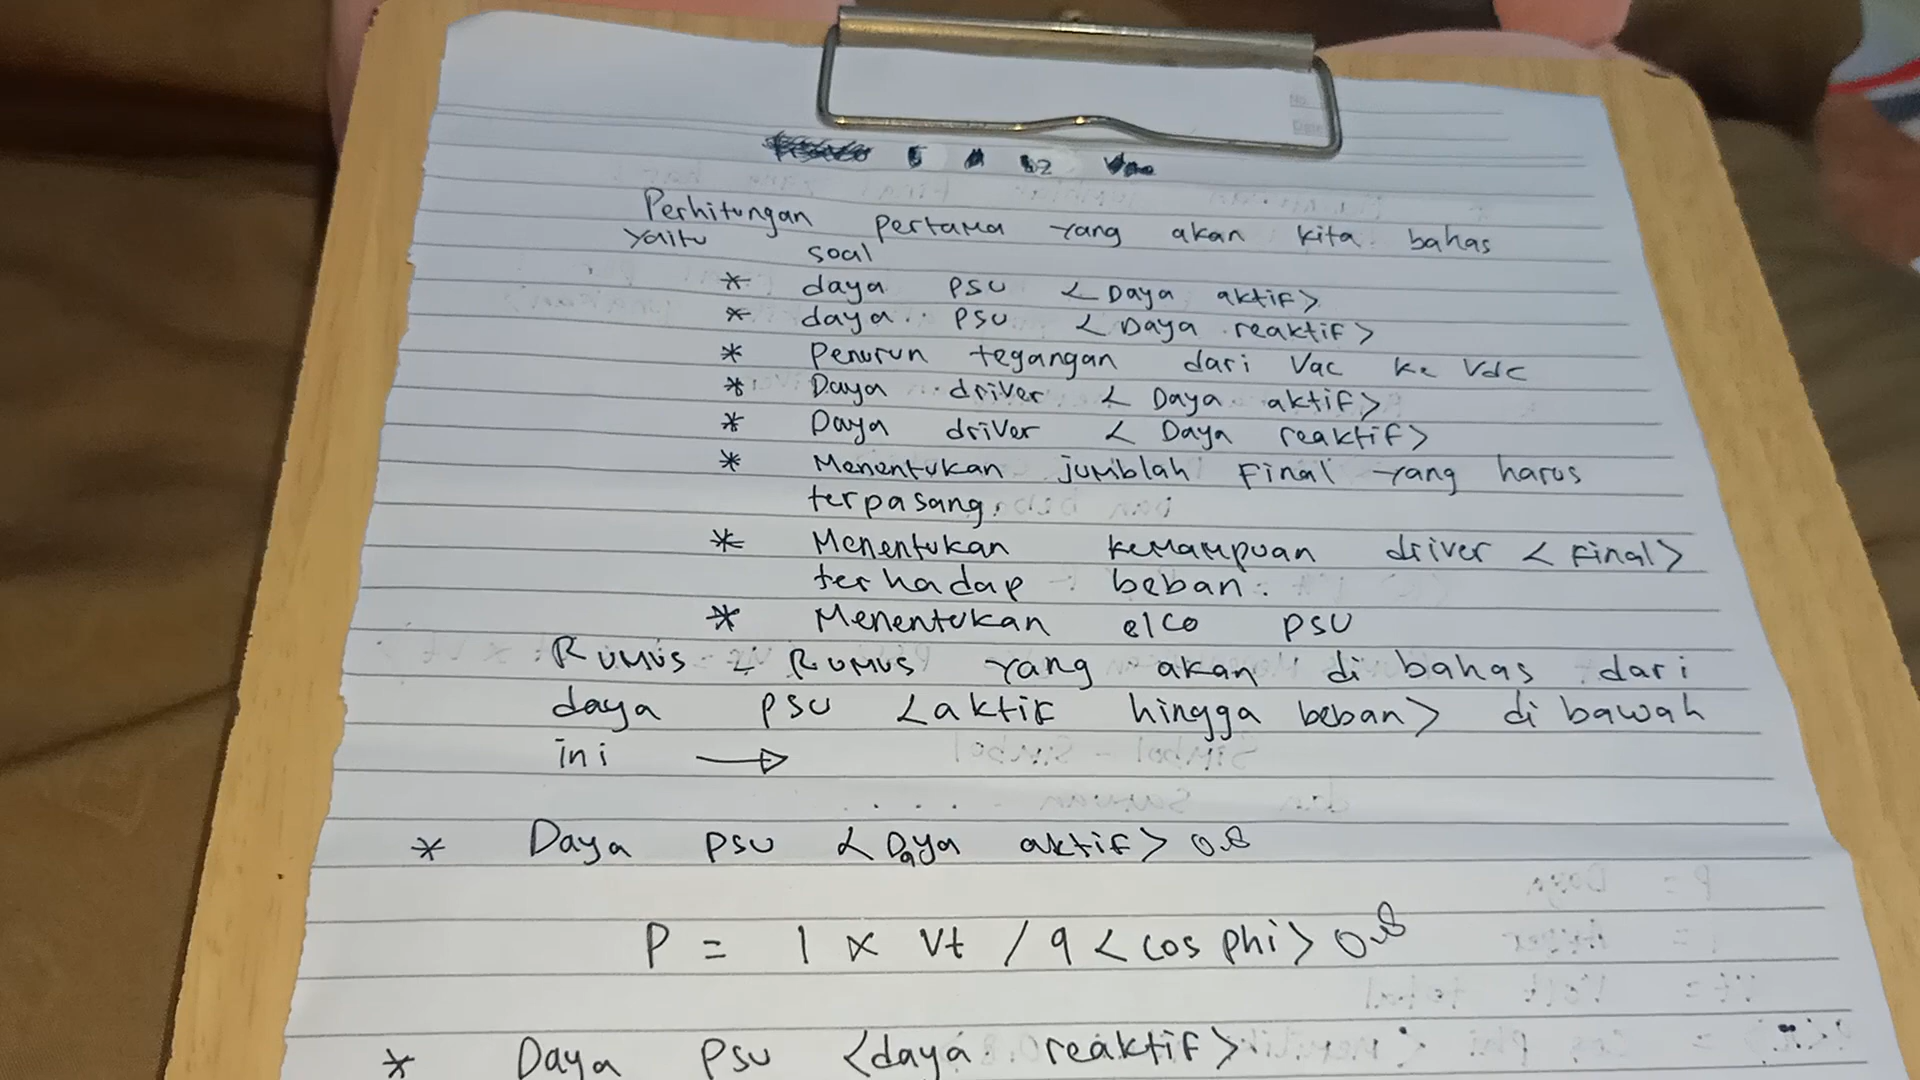 Perhitungan pertama yang akan kita bahas
yaitu soal
* daya PSU <Daya aktif>
* daya PSU <Daya reaktif>
* Penurun tegangan dari Vac ke Vdc
* Daya driver <Daya aktif>
* Daya driver <Daya reaktif>
* Menentukan jumblah Final yang harus
terpasang.
* Menentukan kemampuan driver <Final>
terhadap beban.
* Menentukan elco PSU
Rumus 2 Rumus yang akan di bahas dari
daya PSU <aktif hingga beban> di bawah
ini →
* Daya PSU <Daya aktif> 0.8
P = I x Vt / 9 <cos phi> 0.8
* Daya PSU <daya reaktif>